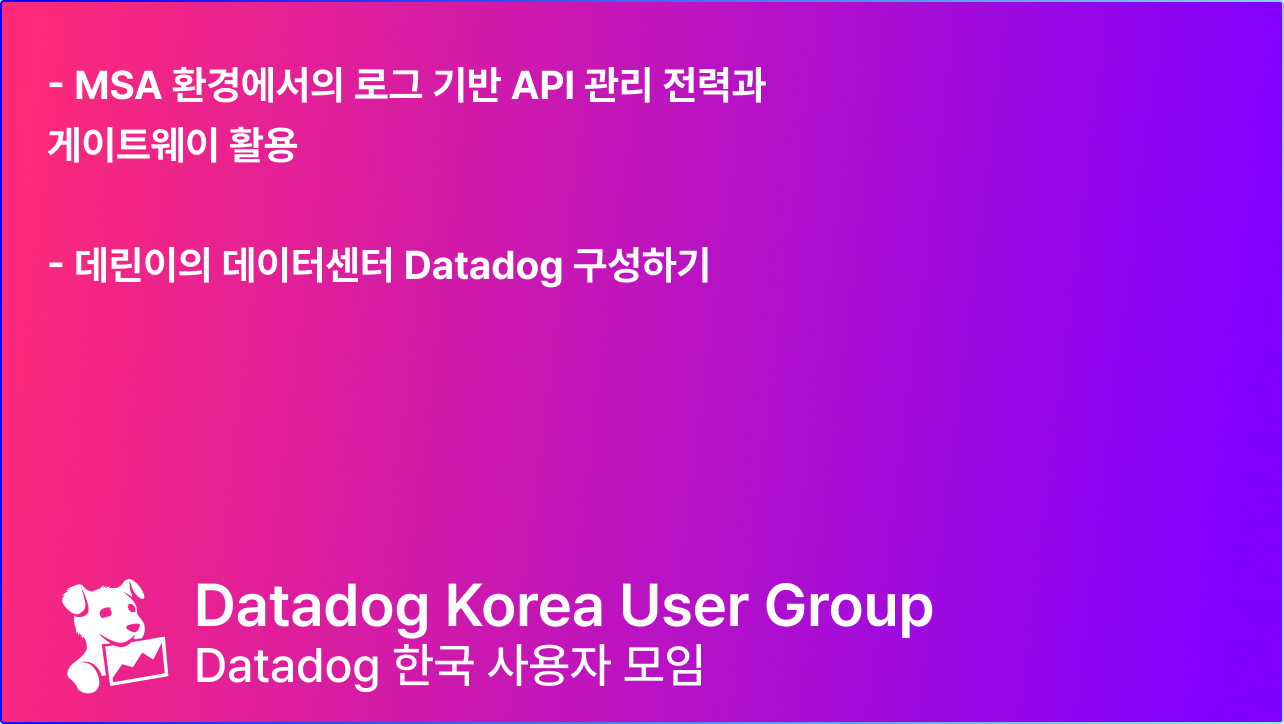 - MSA 환경에서의 로그 기반 API 관리 전력과
게이트웨이 활용
- 데린이의 데이터센터 Datadog 구성하기
Datadog Korea User Group
Datadog 한국 사용자 모임